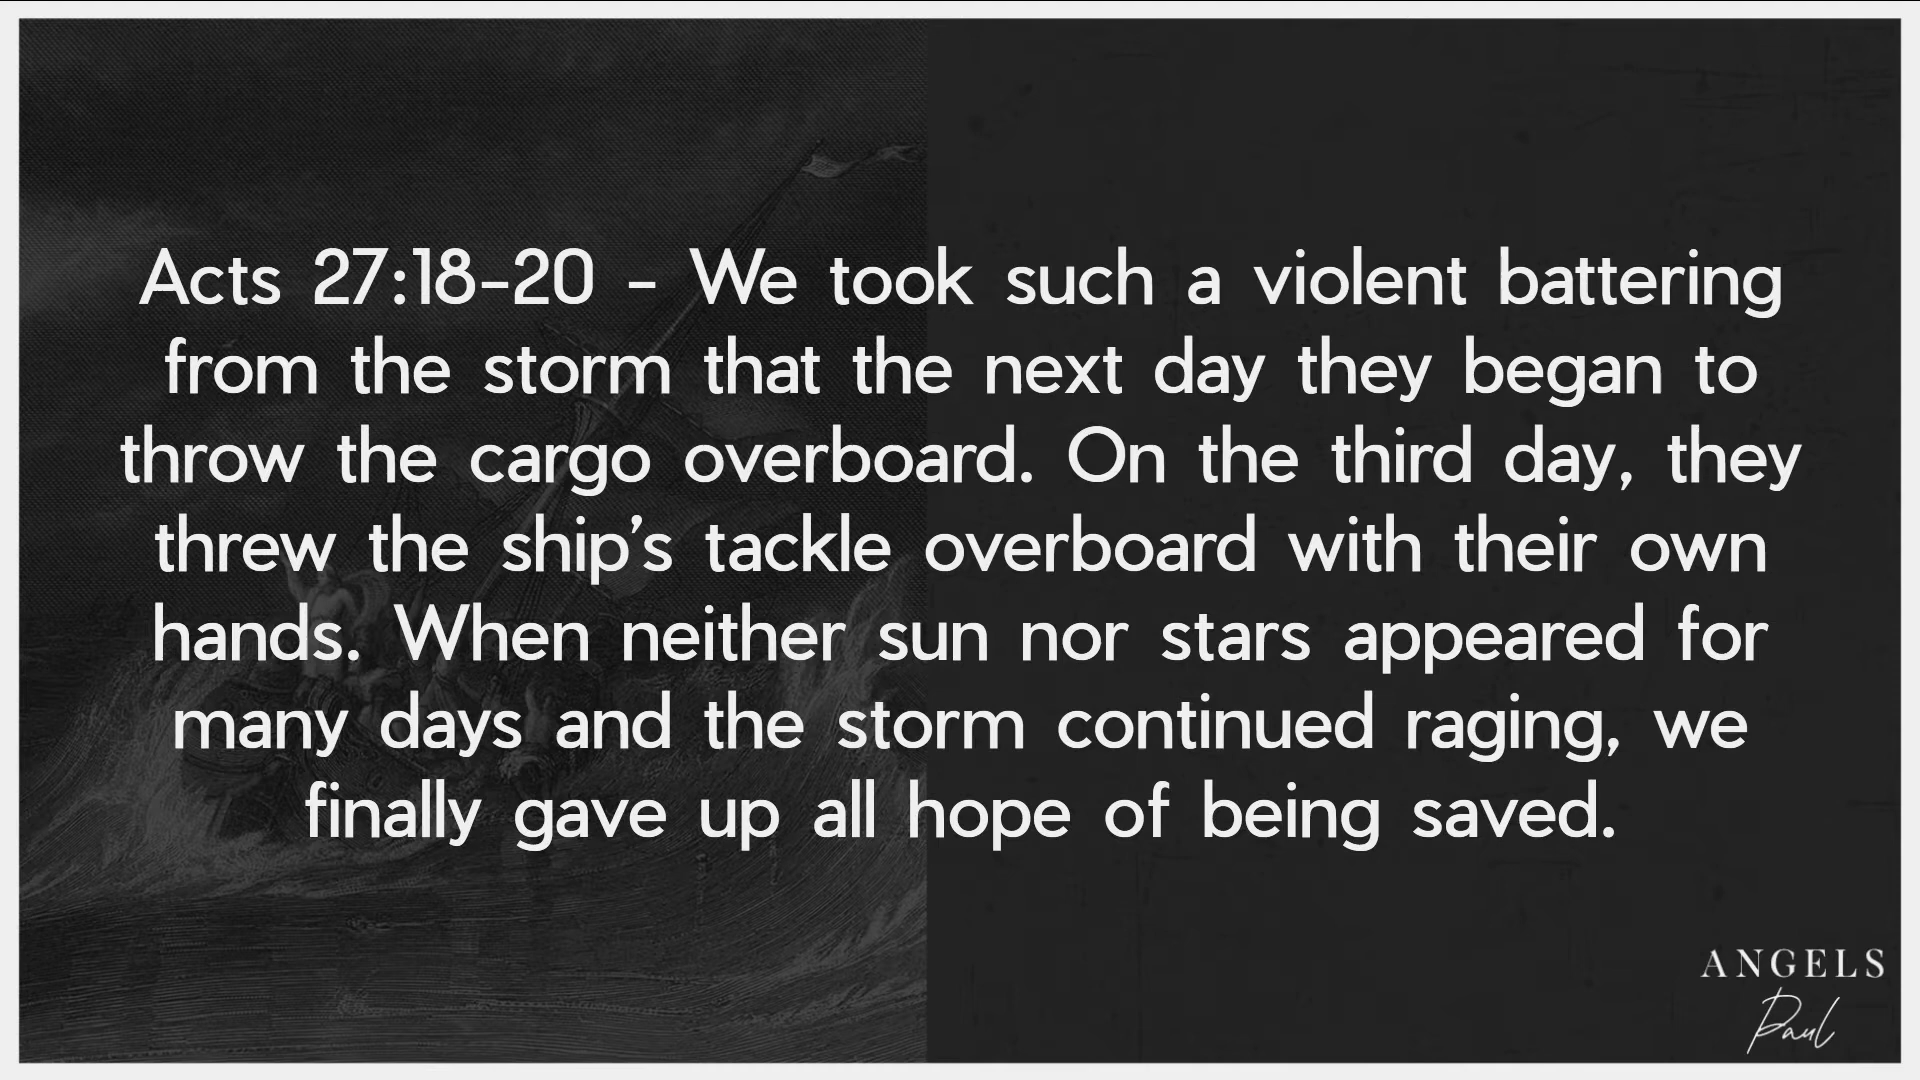 Acts 27:18-20 - We took such a violent battering
from the storm that the next day they began to
throw the cargo overboard. On the third day, they
threw the ship’s tackle overboard with their own
hands. When neither sun nor stars appeared for
many days and the storm continued raging, we
finally gave up all hope of being saved.
ANGELS
Paul